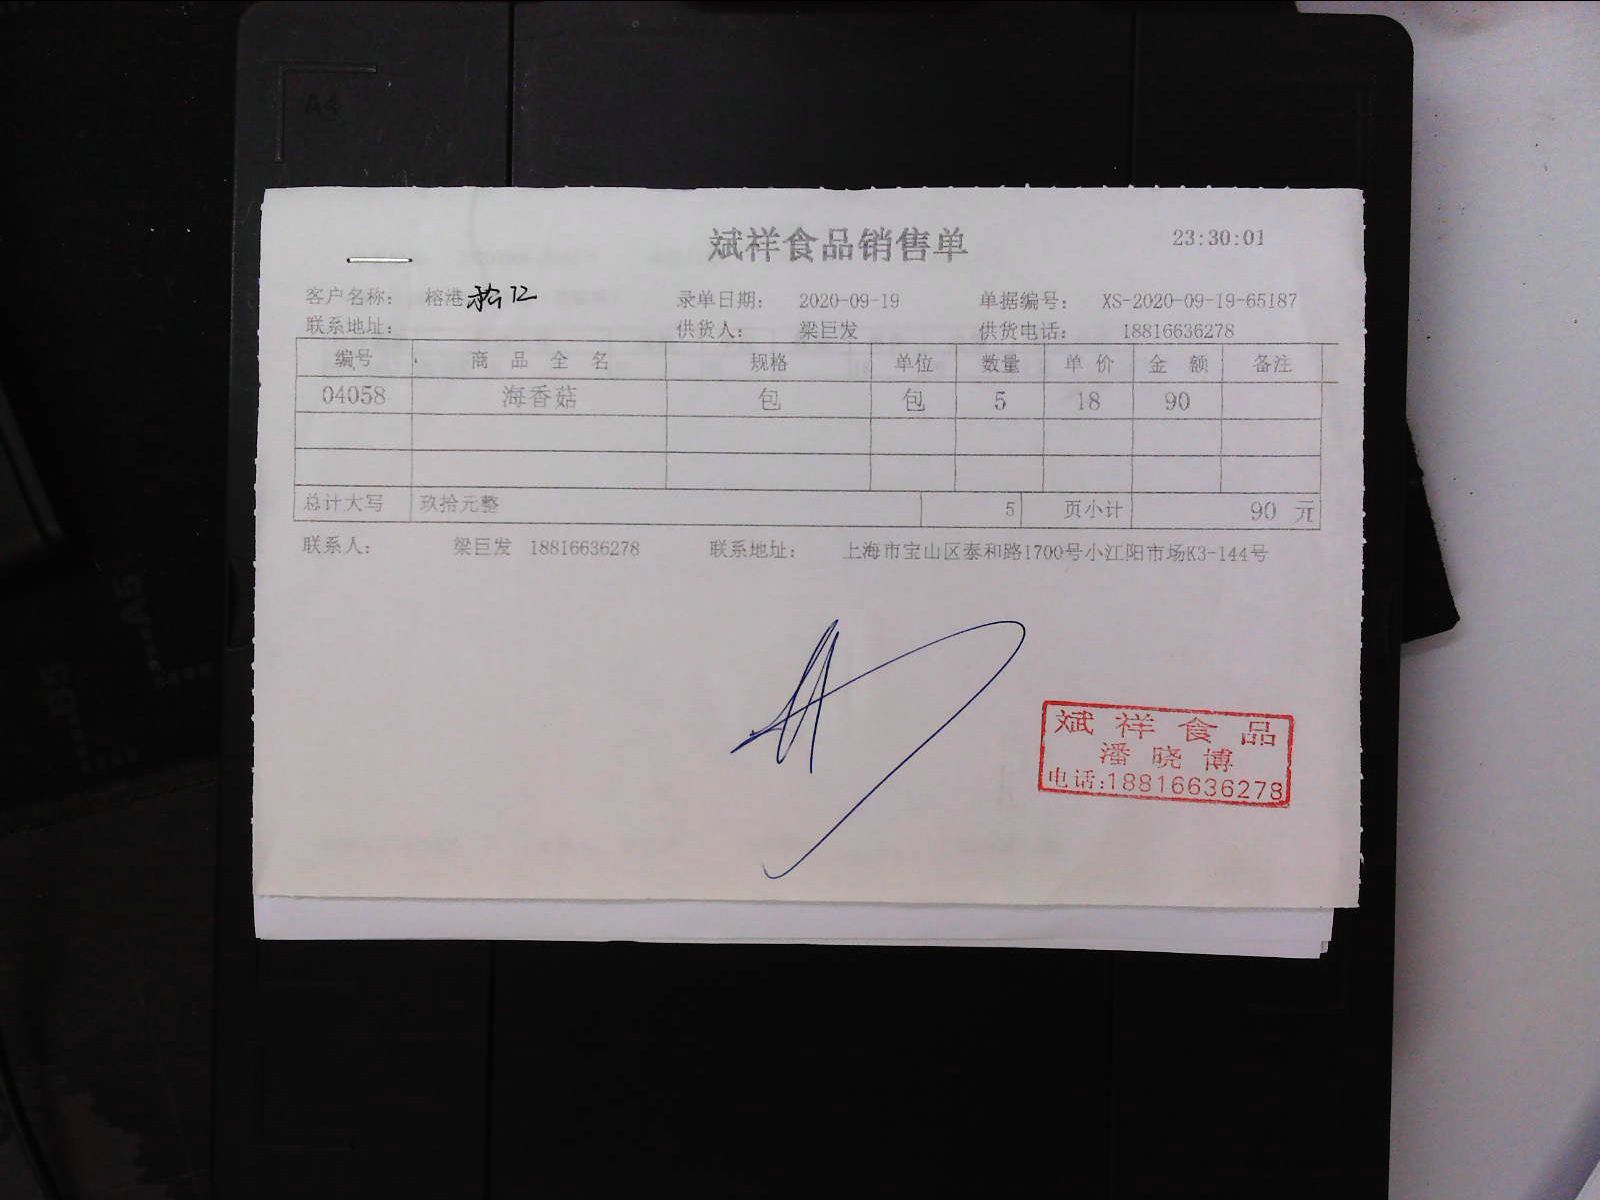 斌祥食品销售单 23:30:01
客户名称： 榕港松江 录单日期： 2020-09-19 单据编号： XS-2020-09-19-65187
联系地址： 供货人： 梁巨发 供货电话： 18816636278
编号 商品全名 规格 单位 数量 单价 金额 备注
04058 海香菇 包 包 5 18 90
总计大写 玖拾元整 5 页小计 90 元
联系人： 梁巨发 18816636278 联系地址： 上海市宝山区泰和路1700号小江阳市场K3-144号
斌祥食品
潘晓博
电话:18816636278
A4
A5
B5